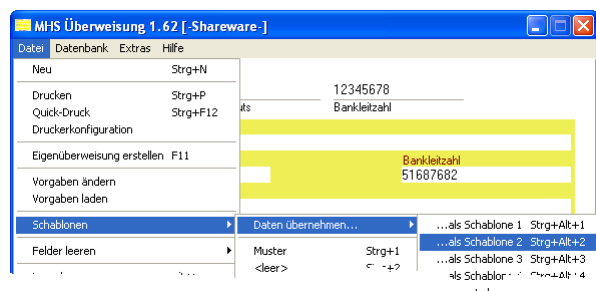 MHS Überweisung 1.62 [-Shareware-]
Datei Datenbank Extras Hilfe
Neu Strg+N
Drucken Strg+P
Quick-Druck Strg+F12
Druckerkonfiguration
Eigenüberweisung erstellen F11
Vorgaben ändern
Vorgaben laden
Schablonen
Felder leeren
12345678
uts Bankleitzahl
Bankleitzahl
51687682
Daten übernehmen...
Muster Strg+1
<leer>
...als Schablone 1 Strg+Alt+1
...als Schablone 2 Strg+Alt+2
...als Schablone 3 Strg+Alt+3